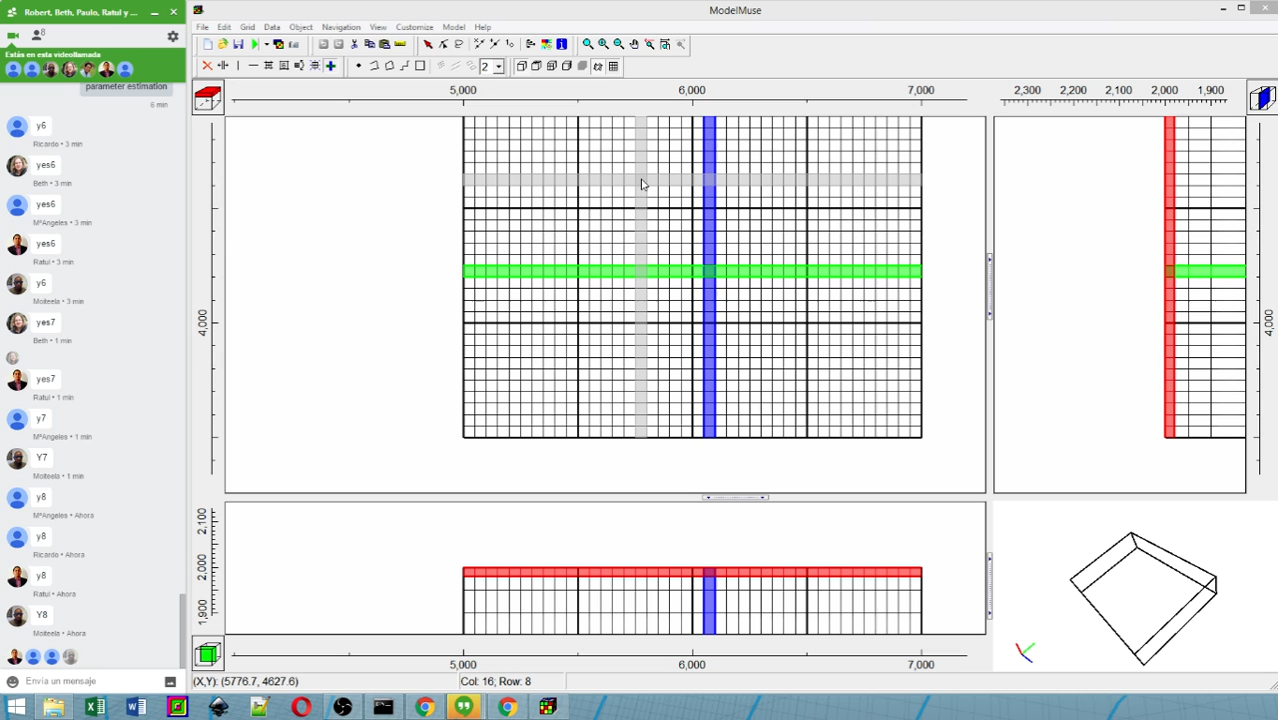 Robert, Beth, Paulo, Ratul y ...
8
Estás en esta videollamada
parameter estimation
6 min
y6
Ricardo • 3 min
yes6
Beth • 3 min
yes6
MªAngeles • 3 min
yes6
Ratul • 3 min
y6
Molteela • 3 min
yes7
Beth • 1 min
yes7
Ratul • 1 min
y7
MªAngeles • 1 min
Y7
Molteela • 1 min
y8
MªAngeles • Ahora
y8
Ricardo • Ahora
y8
Ratul • Ahora
Y8
Molteela • Ahora
Envía un mensaje
ModelMuse
File Edit Grid Data Object Navigation View Customize Model Help
2
5,000 6,000 7,000
2,300 2,200 2,100 2,000 1,900
4,000
4,000
2,100
2,000
1,900
5,000 6,000 7,000
(X,Y): (5776.7, 4627.6)
Col: 16; Row: 8